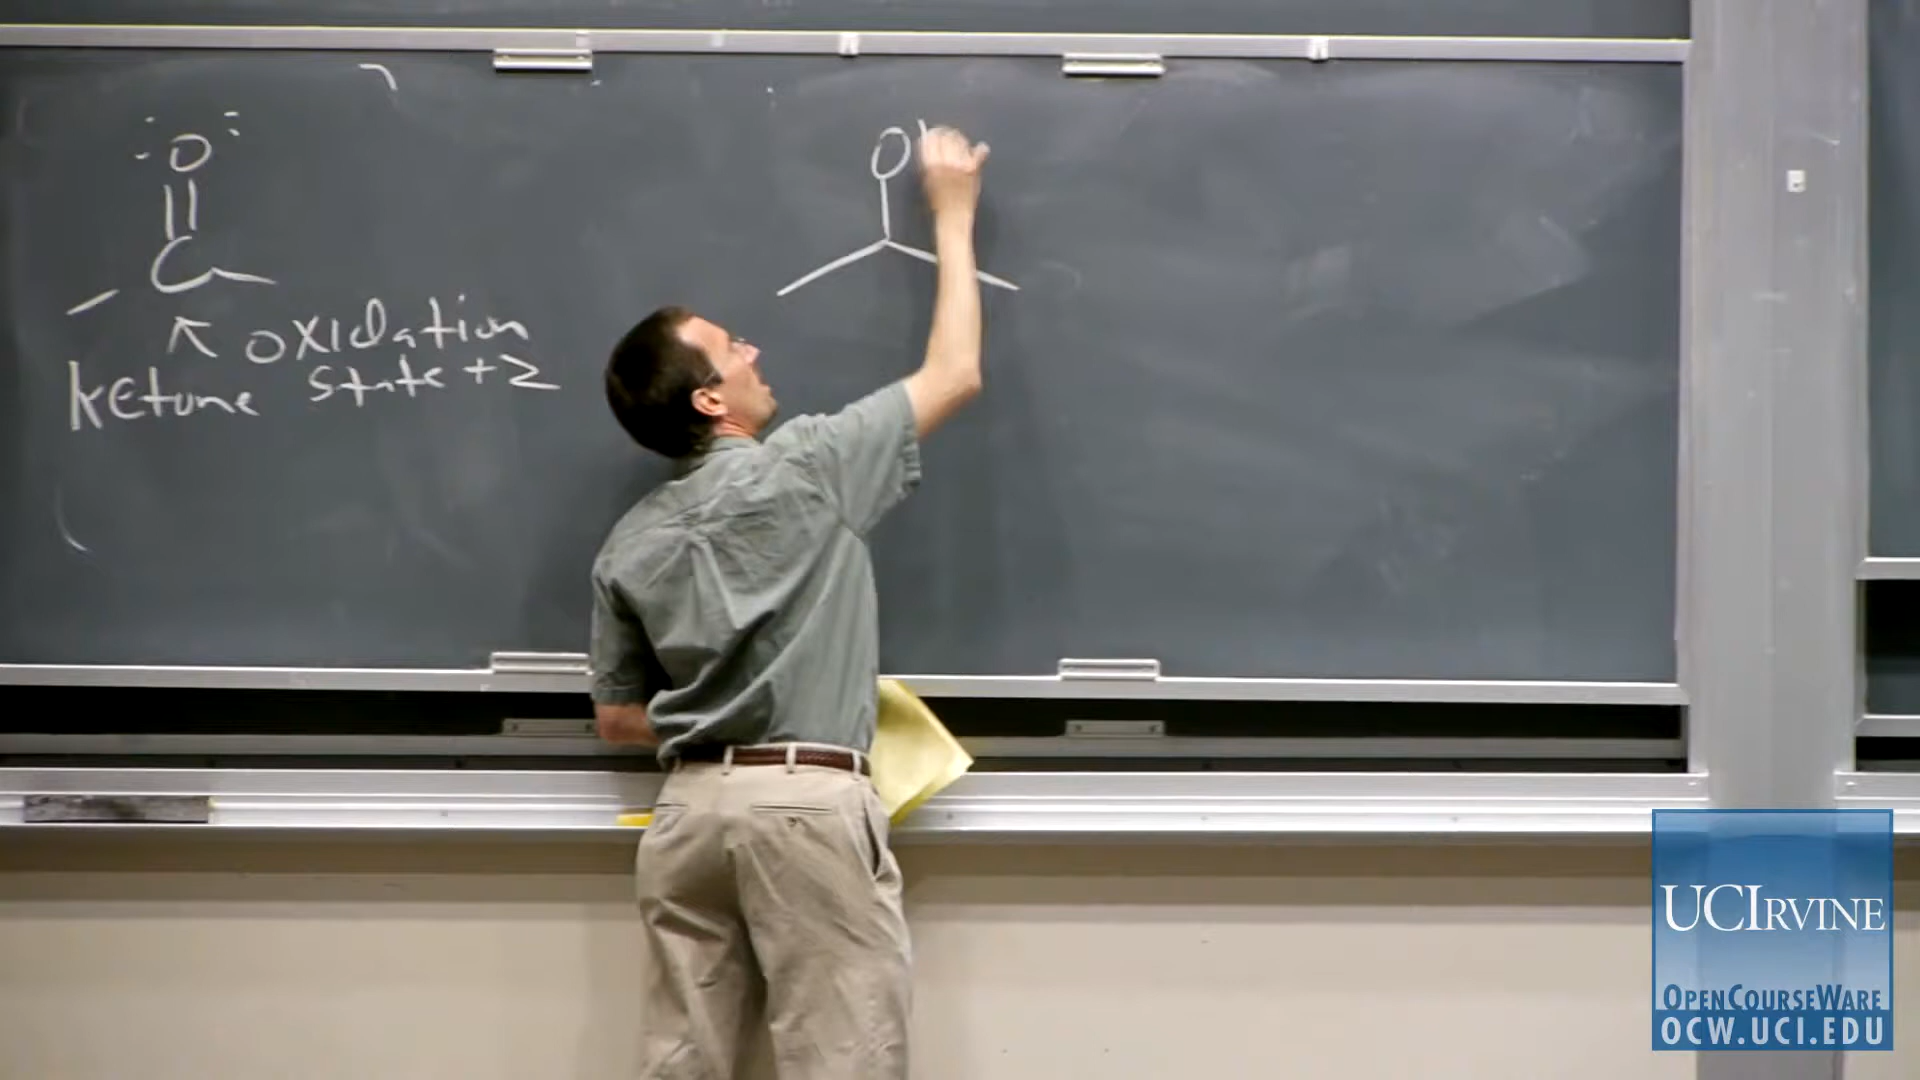 :O:
C
oxidation
ketone state +2
O
UCIRVINE
OPENCOURSEWARE
OCW.UCI.EDU